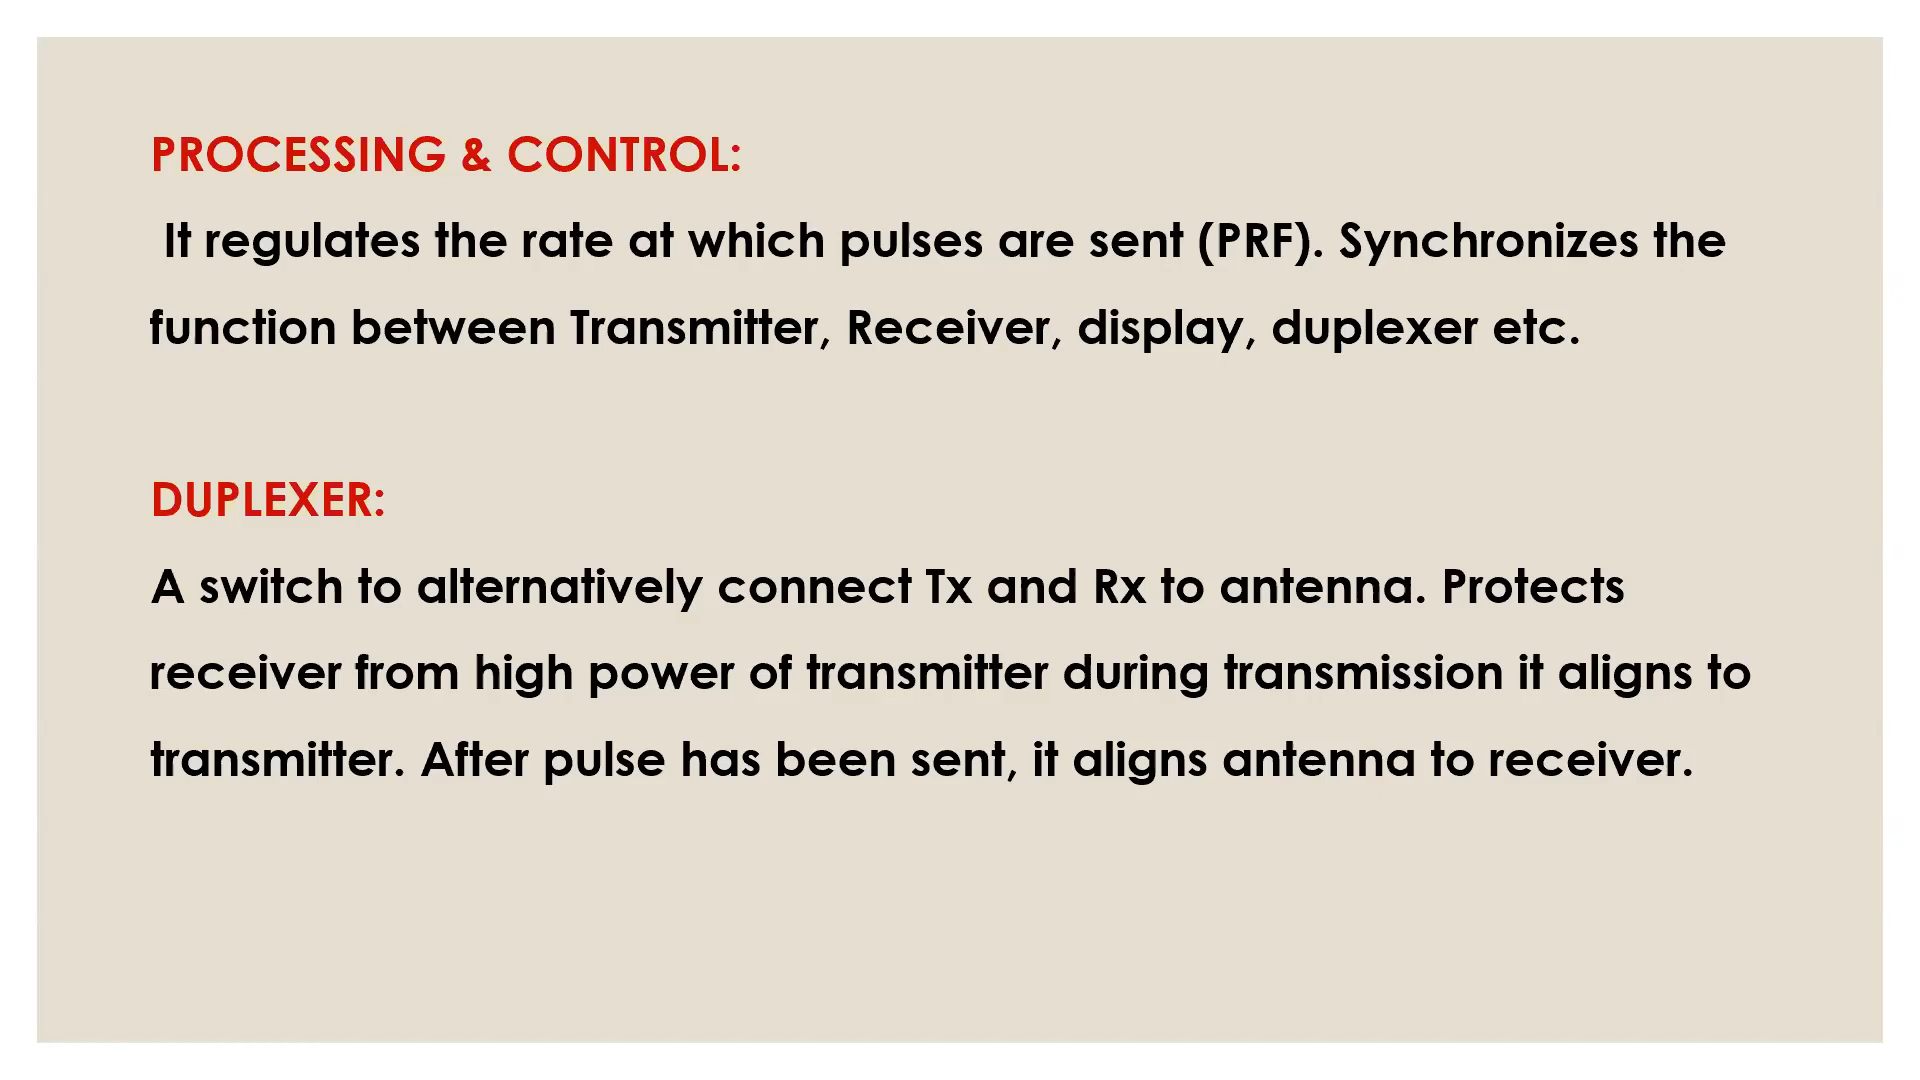 PROCESSING & CONTROL:
It regulates the rate at which pulses are sent (PRF). Synchronizes the
function between Transmitter, Receiver, display, duplexer etc.
DUPLEXER:
A switch to alternatively connect Tx and Rx to antenna. Protects
receiver from high power of transmitter during transmission it aligns to
transmitter. After pulse has been sent, it aligns antenna to receiver.